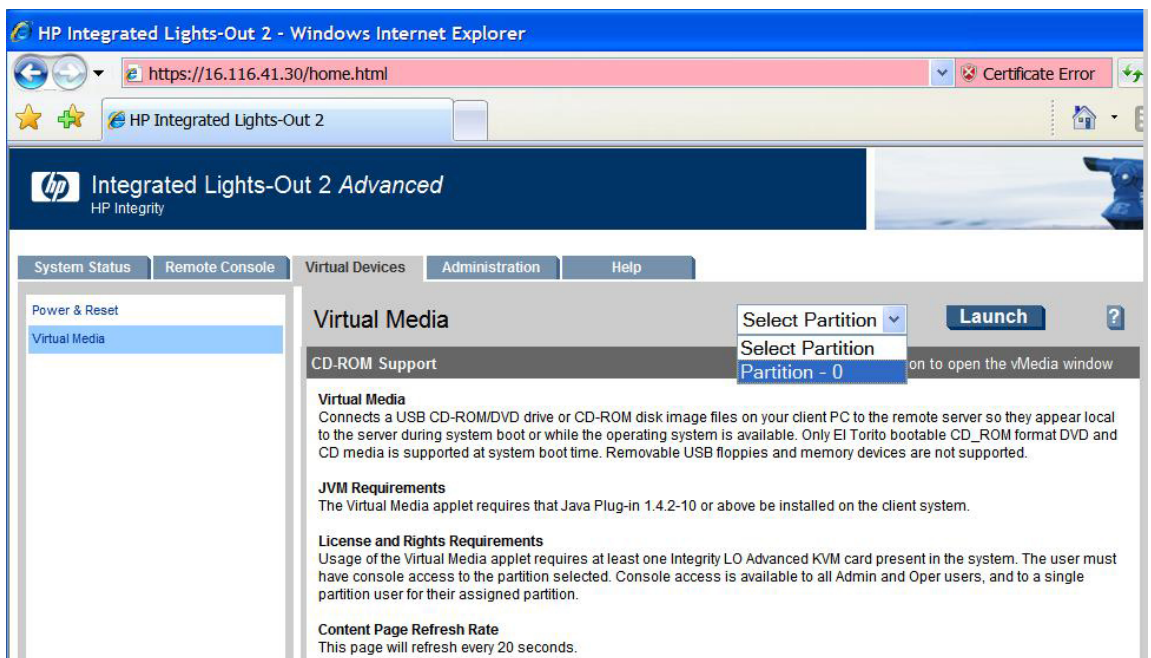 HP Integrated Lights-Out 2 - Windows Internet Explorer
https://16.116.41.30/home.html
Certificate Error
HP Integrated Lights-Out 2
hp
Integrated Lights-Out 2 Advanced
HP Integrity
System Status Remote Console Virtual Devices Administration Help
Power & Reset
Virtual Media
Virtual Media
Select Partition
Launch
?
Select Partition
Partition - 0
CD-ROM Support
on to open the vMedia window
Virtual Media
Connects a USB CD-ROM/DVD drive or CD-ROM disk image files on your client PC to the remote server so they appear local
to the server during system boot or while the operating system is available. Only El Torito bootable CD_ROM format DVD and
CD media is supported at system boot time. Removable USB floppies and memory devices are not supported.
JVM Requirements
The Virtual Media applet requires that Java Plug-in 1.4.2-10 or above be installed on the client system.
License and Rights Requirements
Usage of the Virtual Media applet requires at least one Integrity LO Advanced KVM card present in the system. The user must
have console access to the partition selected. Console access is available to all Admin and Oper users, and to a single
partition user for their assigned partition.
Content Page Refresh Rate
This page will refresh every 20 seconds.